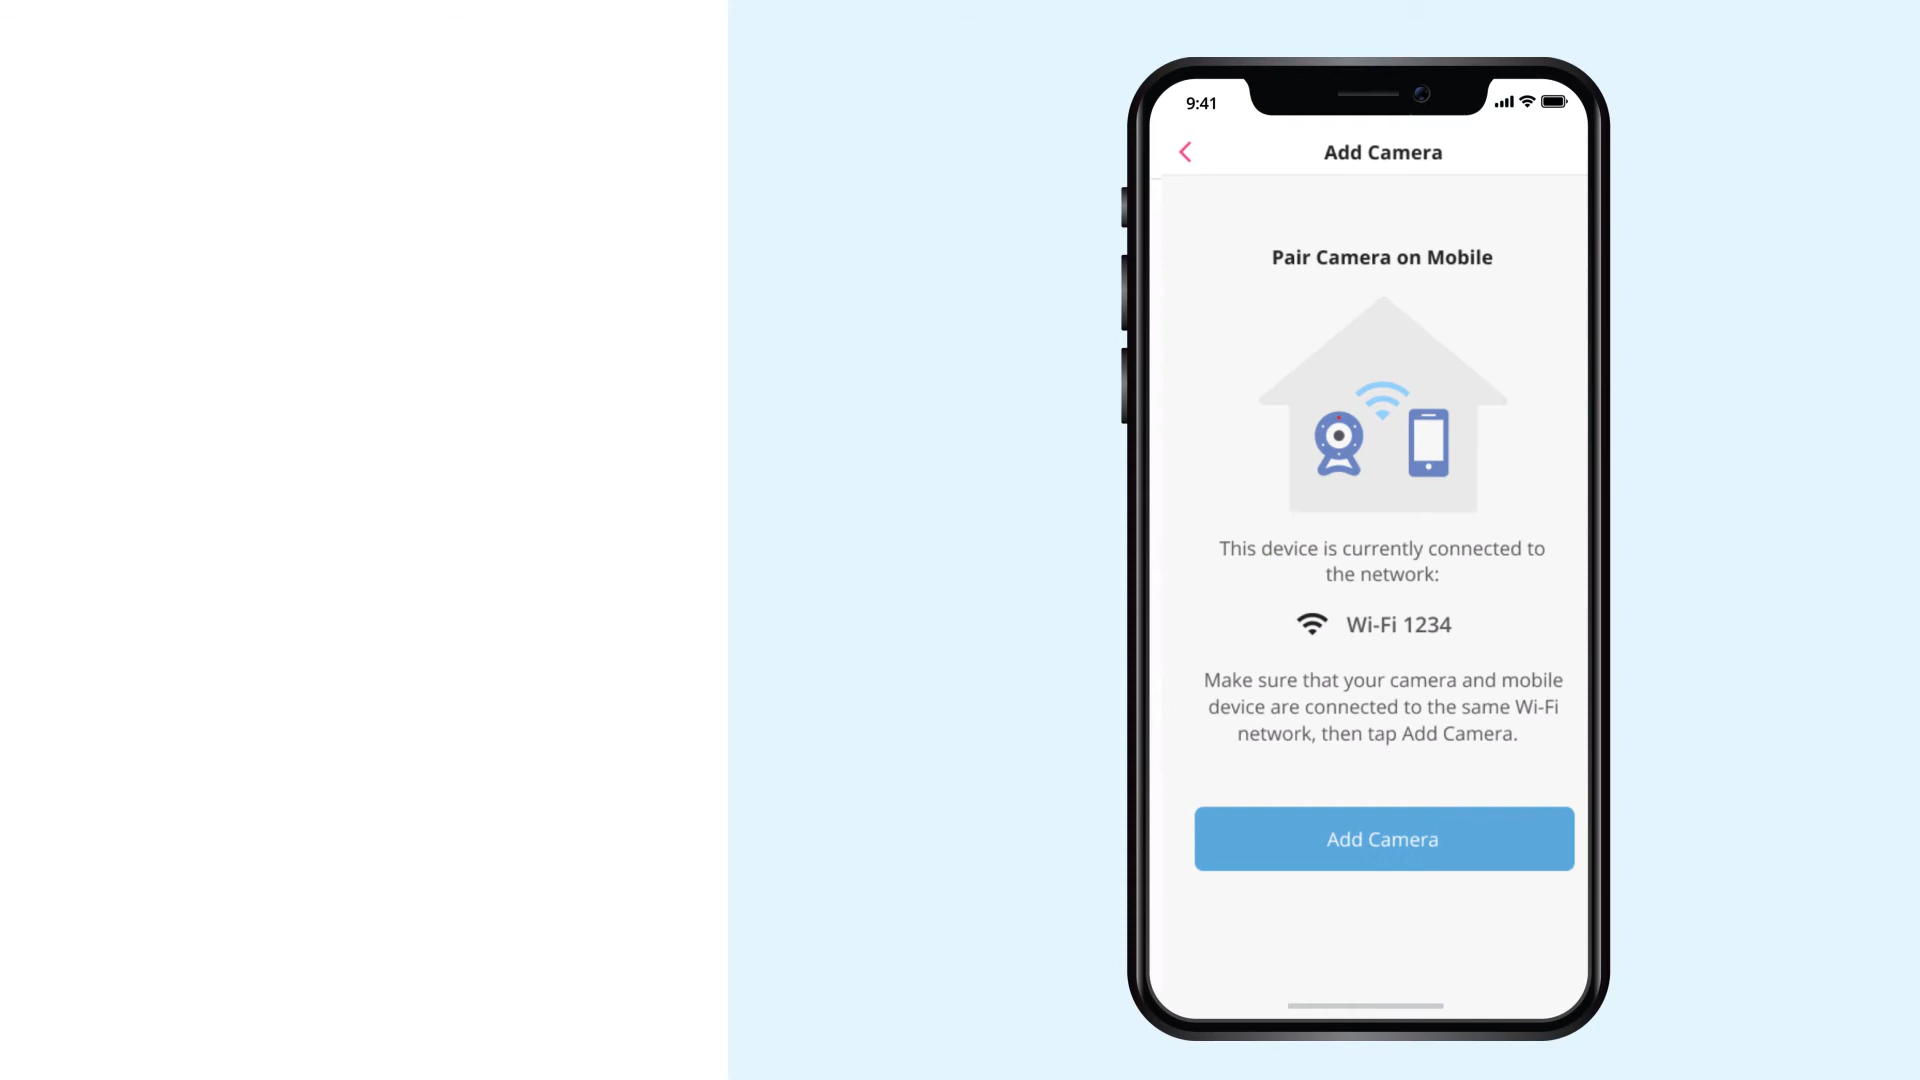 9:41
Add Camera
Pair Camera on Mobile
This device is currently connected to
the network:
Wi-Fi 1234
Make sure that your camera and mobile
device are connected to the same Wi-Fi
network, then tap Add Camera.
Add Camera